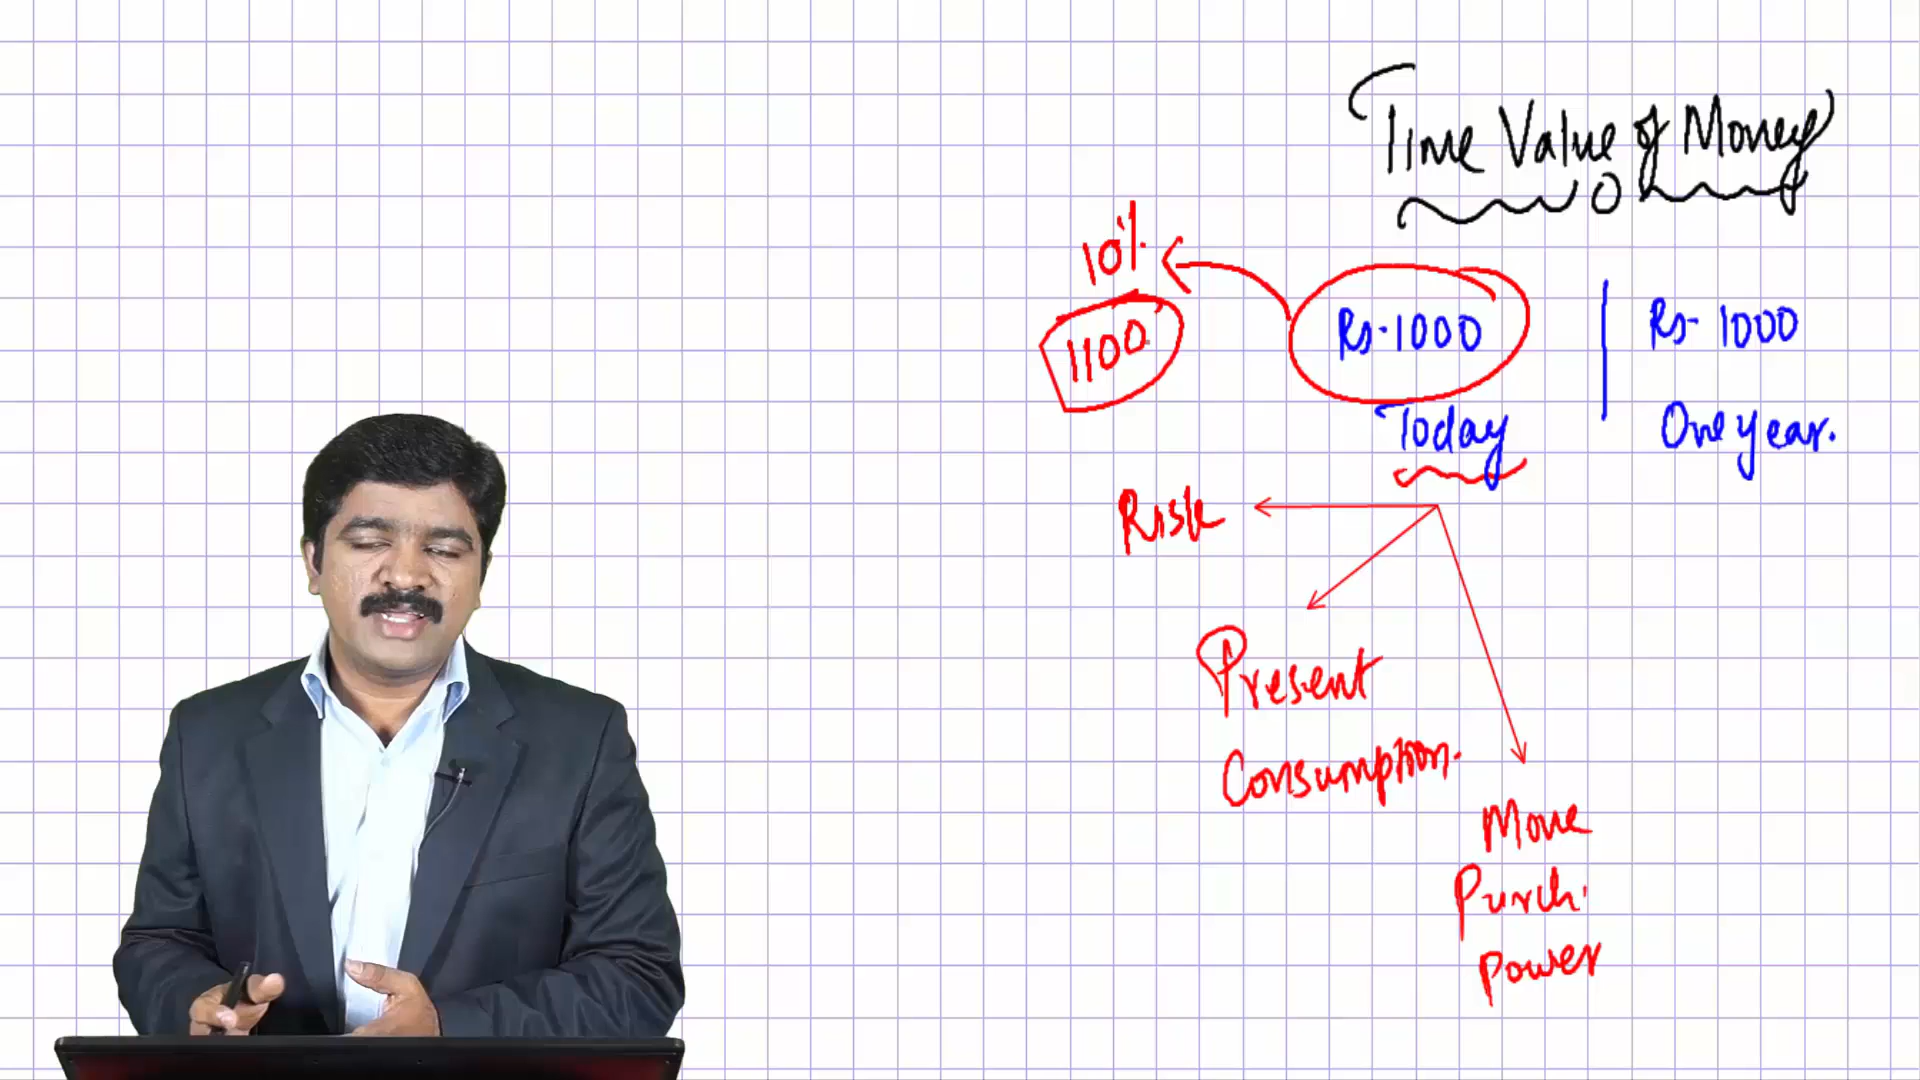 Time Value of Money
10%
1100
Rs. 1000
Rs- 1000
Today
One year.
Risk
Present
Consumption.
More
Purch.
Power